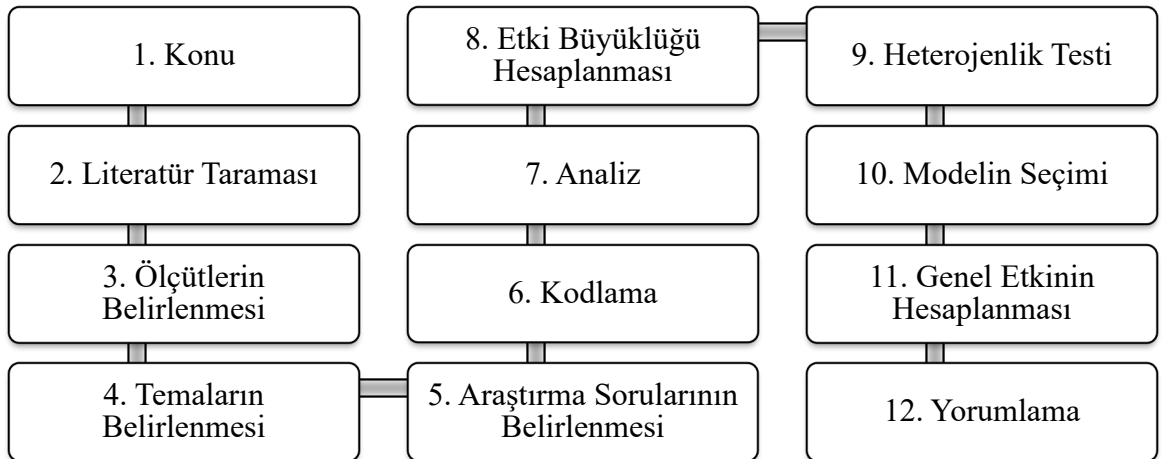 1. Konu
2. Literatür Taraması
3. Ölçütlerin
Belirlenmesi
4. Temaların
Belirlenmesi
5. Araştırma Sorularının
Belirlenmesi
6. Kodlama
7. Analiz
8. Etki Büyüklüğü
Hesaplanması
9. Heterojenlik Testi
10. Modelin Seçimi
11. Genel Etkinin
Hesaplanması
12. Yorumlama